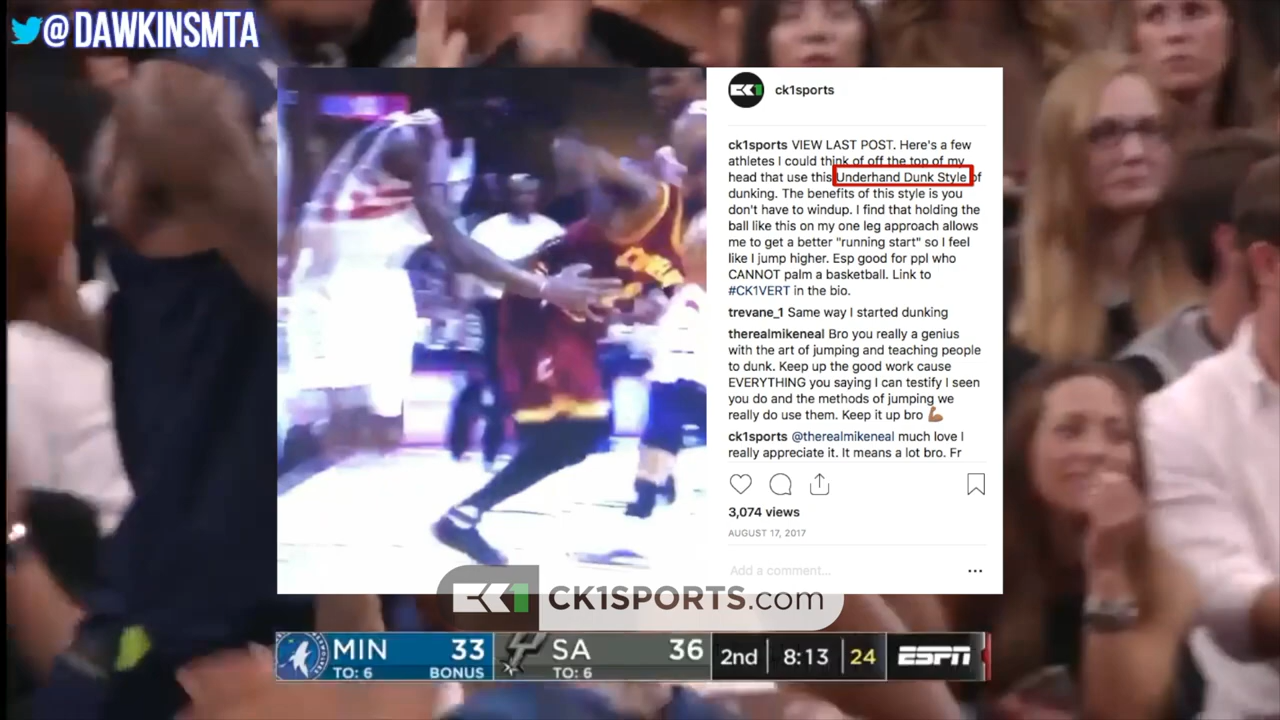 @DAWKINSMTA
CK1
ck1sports
ck1sports VIEW LAST POST. Here's a few
athletes I could think of off the top of my
head that use this Underhand Dunk Style of
dunking. The benefits of this style is you
don't have to windup. I find that holding the
ball like this on my one leg approach allows
me to get a better "running start" so I feel
like I jump higher. Esp good for ppl who
CANNOT palm a basketball. Link to
#CK1VERT in the bio.
trevane_1 Same way I started dunking
therealmikeneal Bro you really a genius
with the art of jumping and teaching people
to dunk. Keep up the good work cause
EVERYTHING you saying I can testify I seen
you do and the methods of jumping we
really do use them. Keep it up bro 💪🏽
ck1sports @therealmikeneal much love I
really appreciate it. It means a lot bro. Fr
3,074 views
AUGUST 17, 2017
Add a comment...
CK1 CK1SPORTS.com
MIN 33 SA 36 2nd 8:13 24 ESPN
TO: 6 BONUS TO: 6